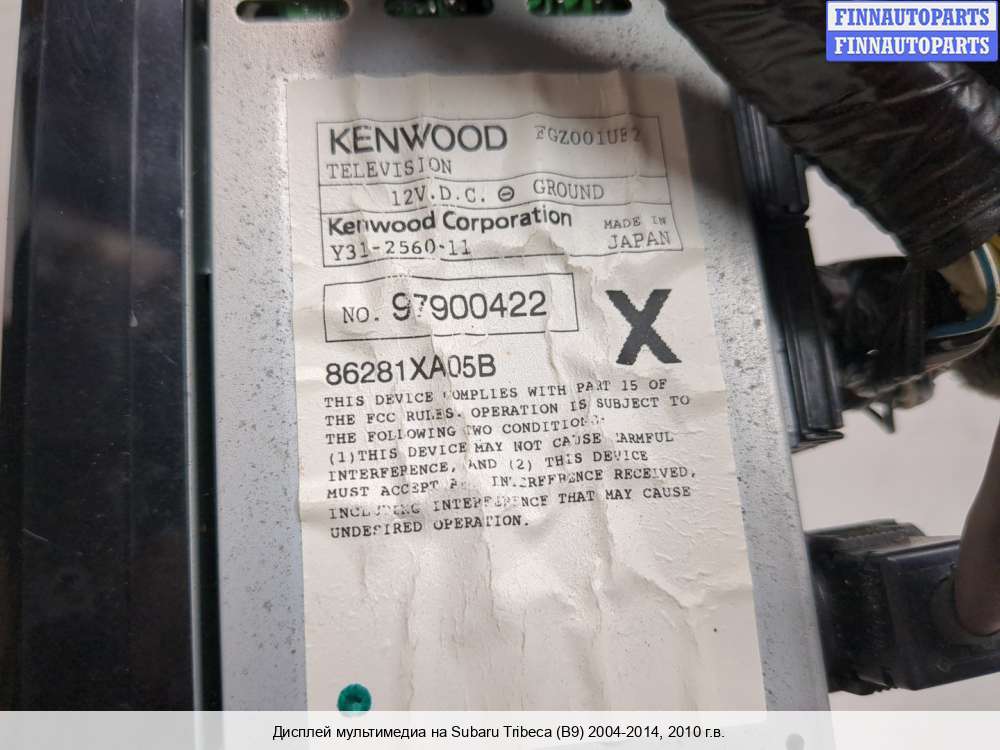 FINNAUTOPARTS
FINNAUTOPARTS
KENWOOD
TELEVISION
12V.D.C. ⊖ GROUND
Kenwood Corporation MADE IN
Y31-2560-11 JAPAN
NO. 97900422 X
86281XA05B
THIS DEVICE COMPLIES WITH PART 15 OF
THE FCC RULES. OPERATION IS SUBJECT TO
THE FOLLOWING TWO CONDITIONS:
(1)THIS DEVICE MAY NOT CAUSE HARMFUL
INTERFERENCE, AND (2) THIS DEVICE
MUST ACCEPT INTERFERENCE RECEIVED,
INCLUDING INTERFERENCE THAT MAY CAUSE
UNDESIRED OPERATION.
Дисплей мультимедиа на Subaru Tribeca (B9) 2004-2014, 2010 г.в.